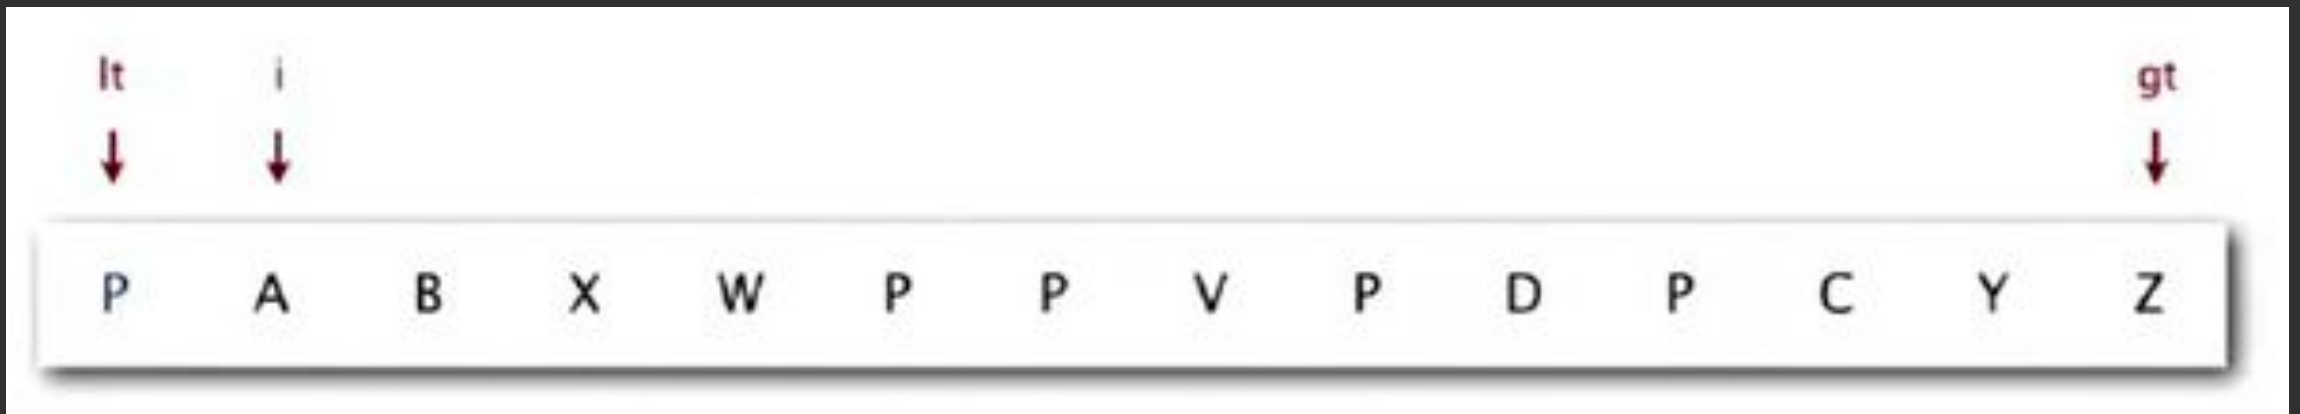 lt i gt
P A B X W P P V P D P C Y Z